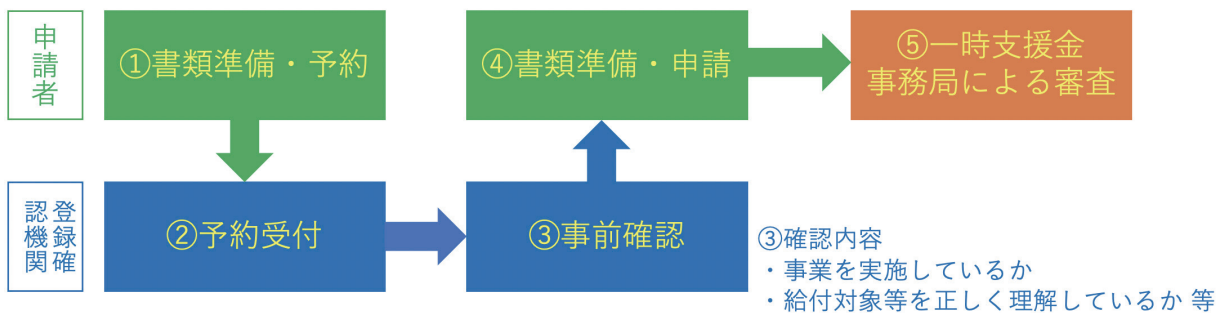 申請者
①書類準備・予約
④書類準備・申請
⑤一時支援金
事務局による審査
登録確
認機関
②予約受付
③事前確認
③確認内容
・事業を実施しているか
・給付対象等を正しく理解しているか 等